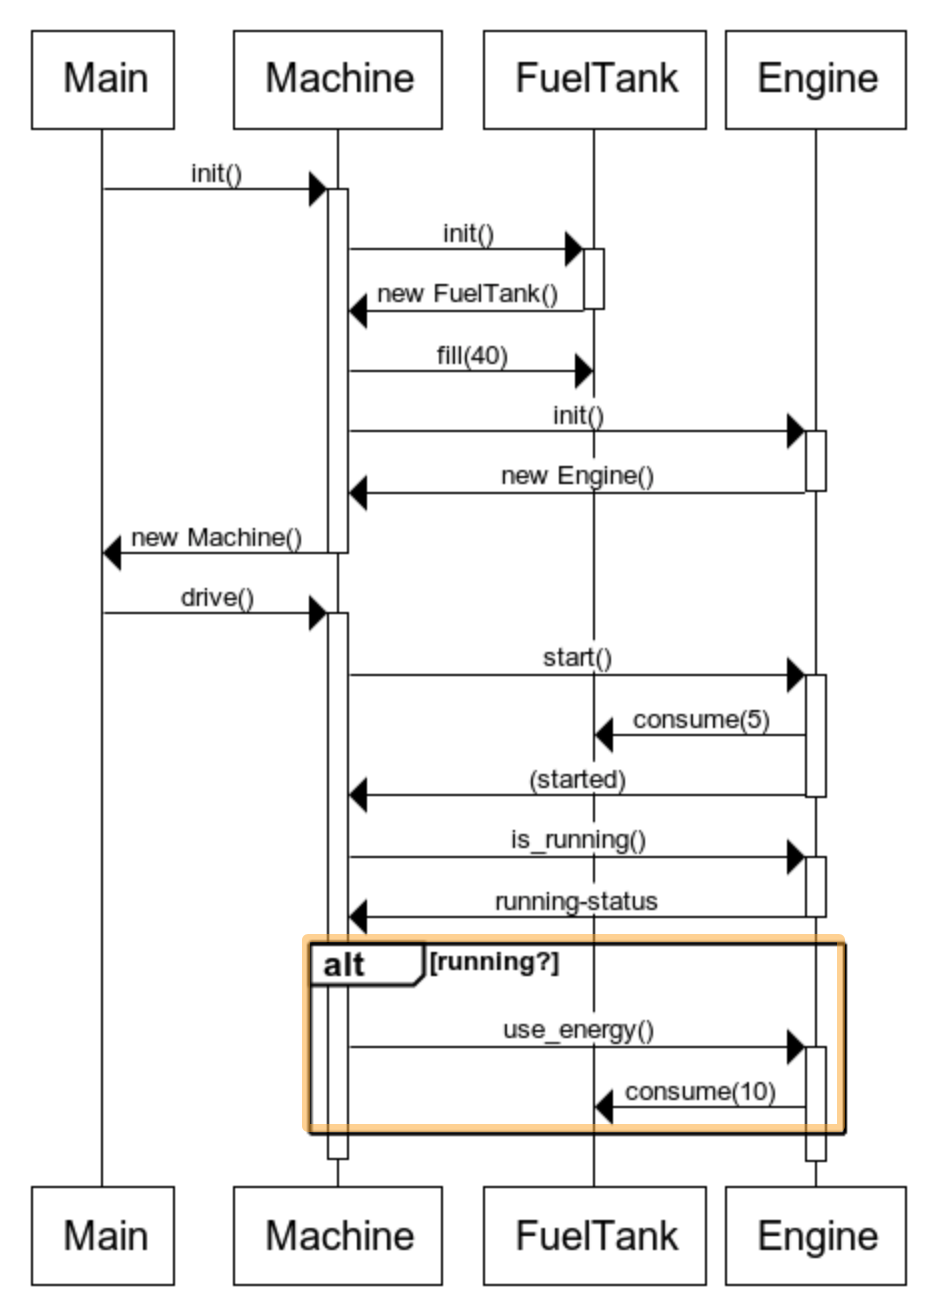 Main Machine FuelTank Engine
init()
init()
new FuelTank()
fill(40)
init()
new Engine()
new Machine()
drive()
start()
consume(5)
(started)
is_running()
running-status
alt [running?]
use_energy()
consume(10)
Main Machine FuelTank Engine